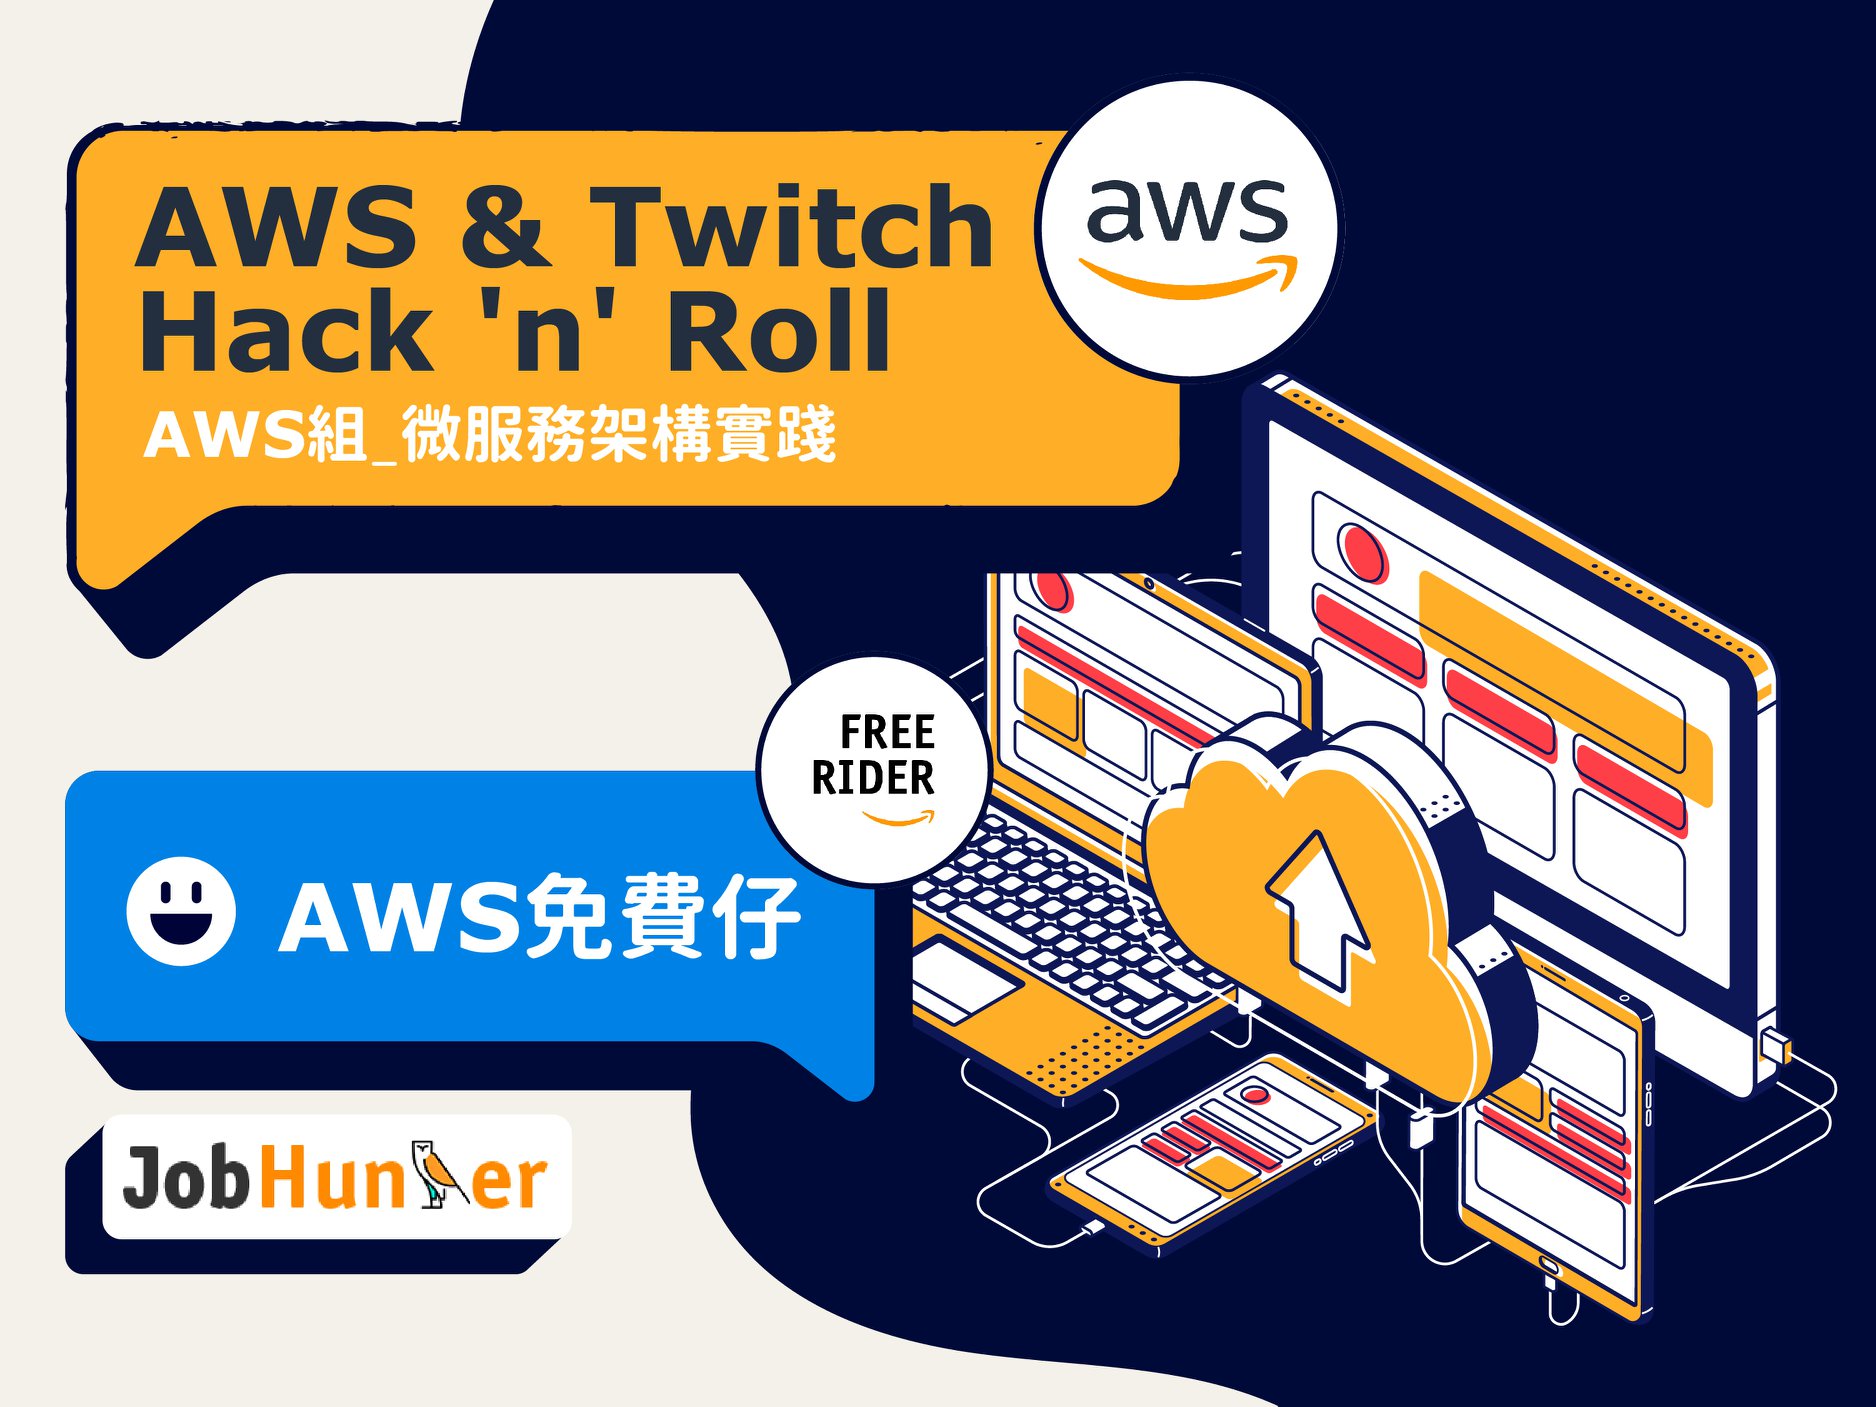 AWS & Twitch
Hack 'n' Roll
AWS組_微服務架構實踐
aws
FREE
RIDER
AWS免費仔
JobHunter